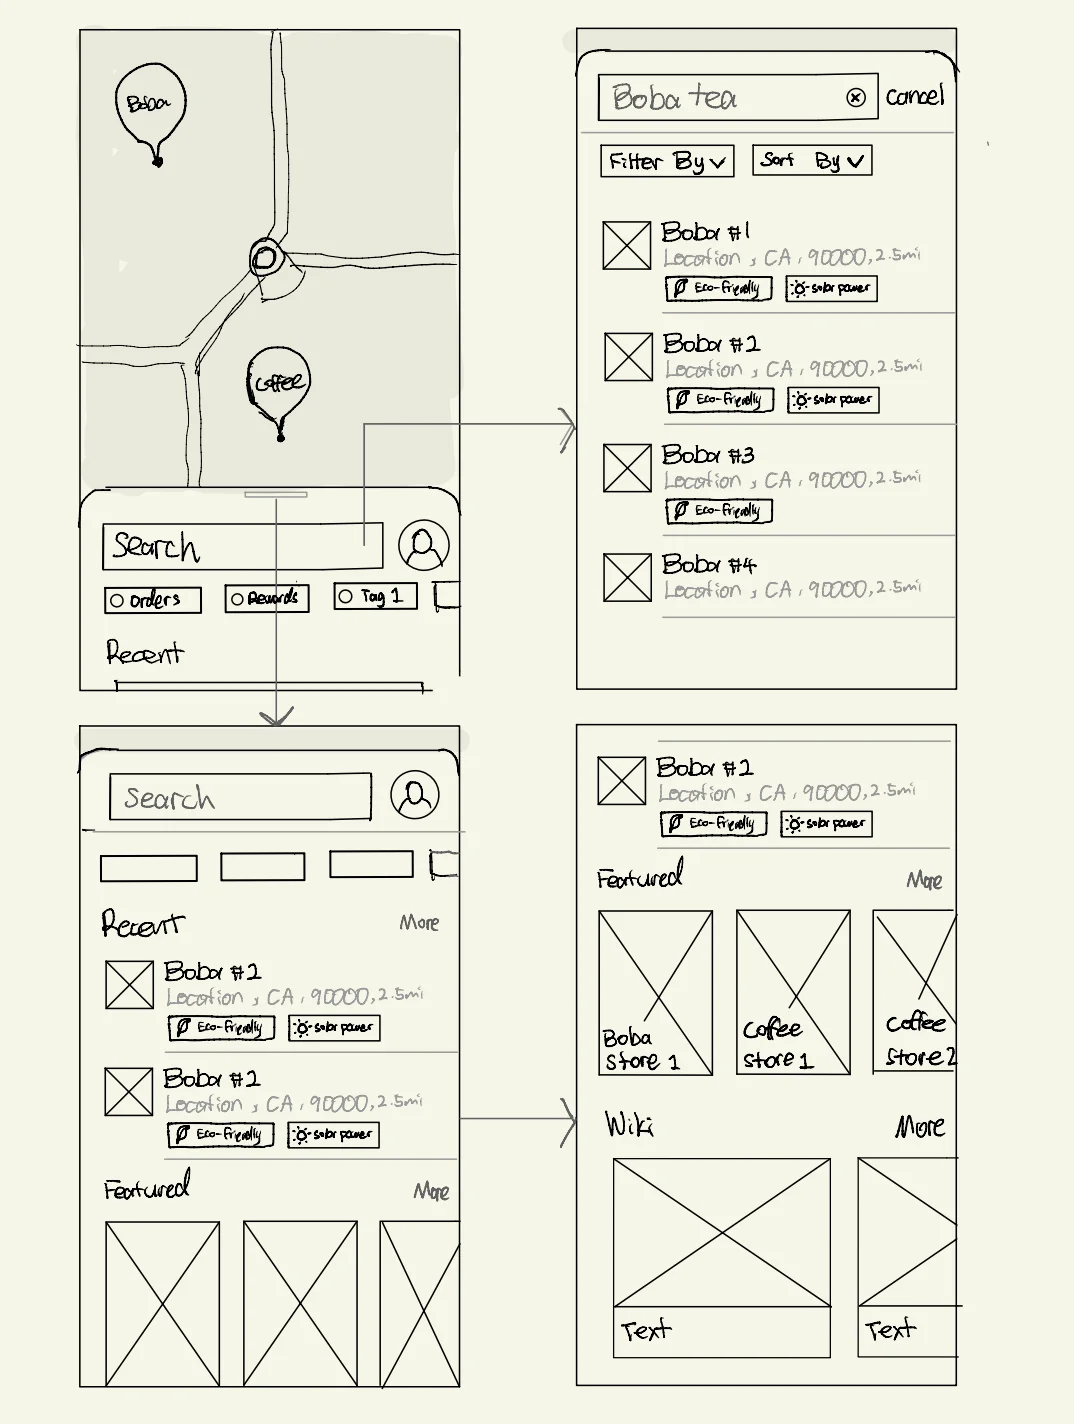 Boba
Coffee
Search
Orders
Rewards
Tag 1
Recent
Boba tea
Cancel
Filter By
Sort By
Boba #1
Location, CA, 90000, 2.5mi
Eco-friendly
solar power
Boba #2
Location, CA, 90000, 2.5mi
Eco-friendly
solar power
Boba #3
Location, CA, 90000, 2.5mi
Eco-friendly
Boba #4
Location, CA, 90000, 2.5mi
Search
Recent
More
Boba #2
Location, CA, 90000, 2.5mi
Eco-friendly
solar power
Boba #2
Location, CA, 90000, 2.5mi
Eco-friendly
solar power
Featured
More
Boba #2
Location, CA, 90000, 2.5mi
Eco-friendly
solar power
Featured
More
Boba
Store 1
Coffee
Store 1
Coffee
Store 2
Wiki
More
Text
Text